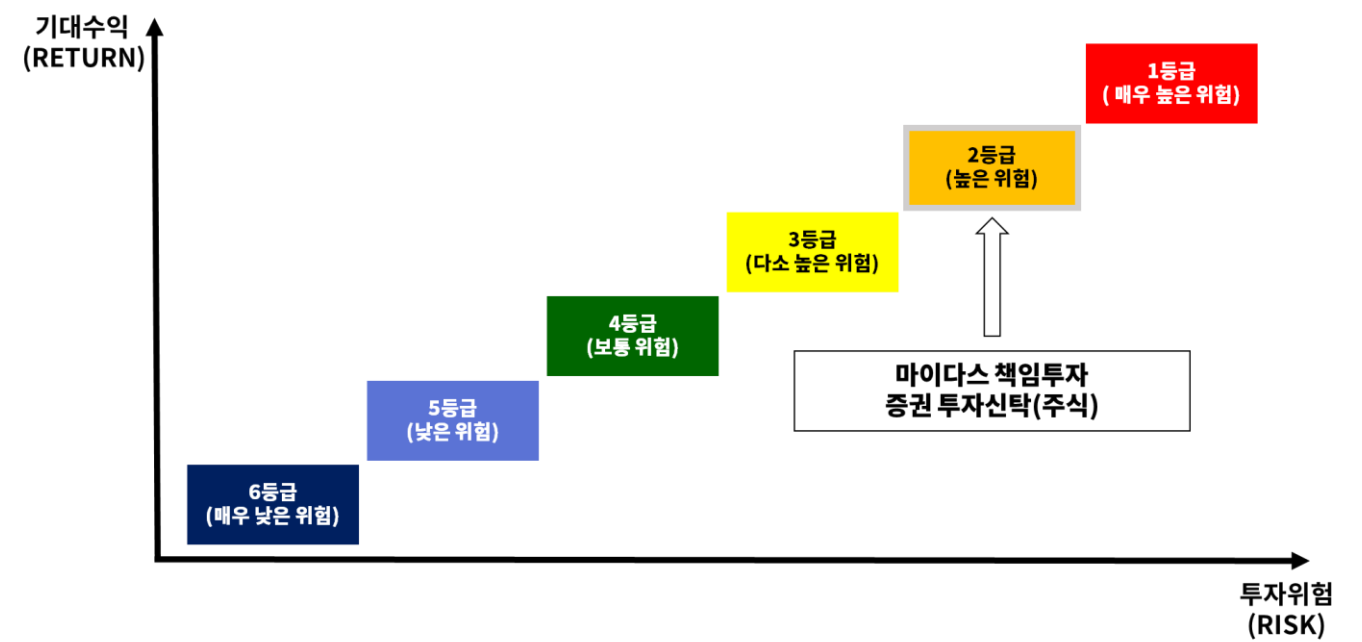 기대수익
(RETURN)
1등급
( 매우 높은 위험)
2등급
(높은 위험)
3등급
(다소 높은 위험)
4등급
(보통 위험)
마이다스 책임투자
증권 투자신탁(주식)
5등급
(낮은 위험)
6등급
(매우 낮은 위험)
투자위험
(RISK)